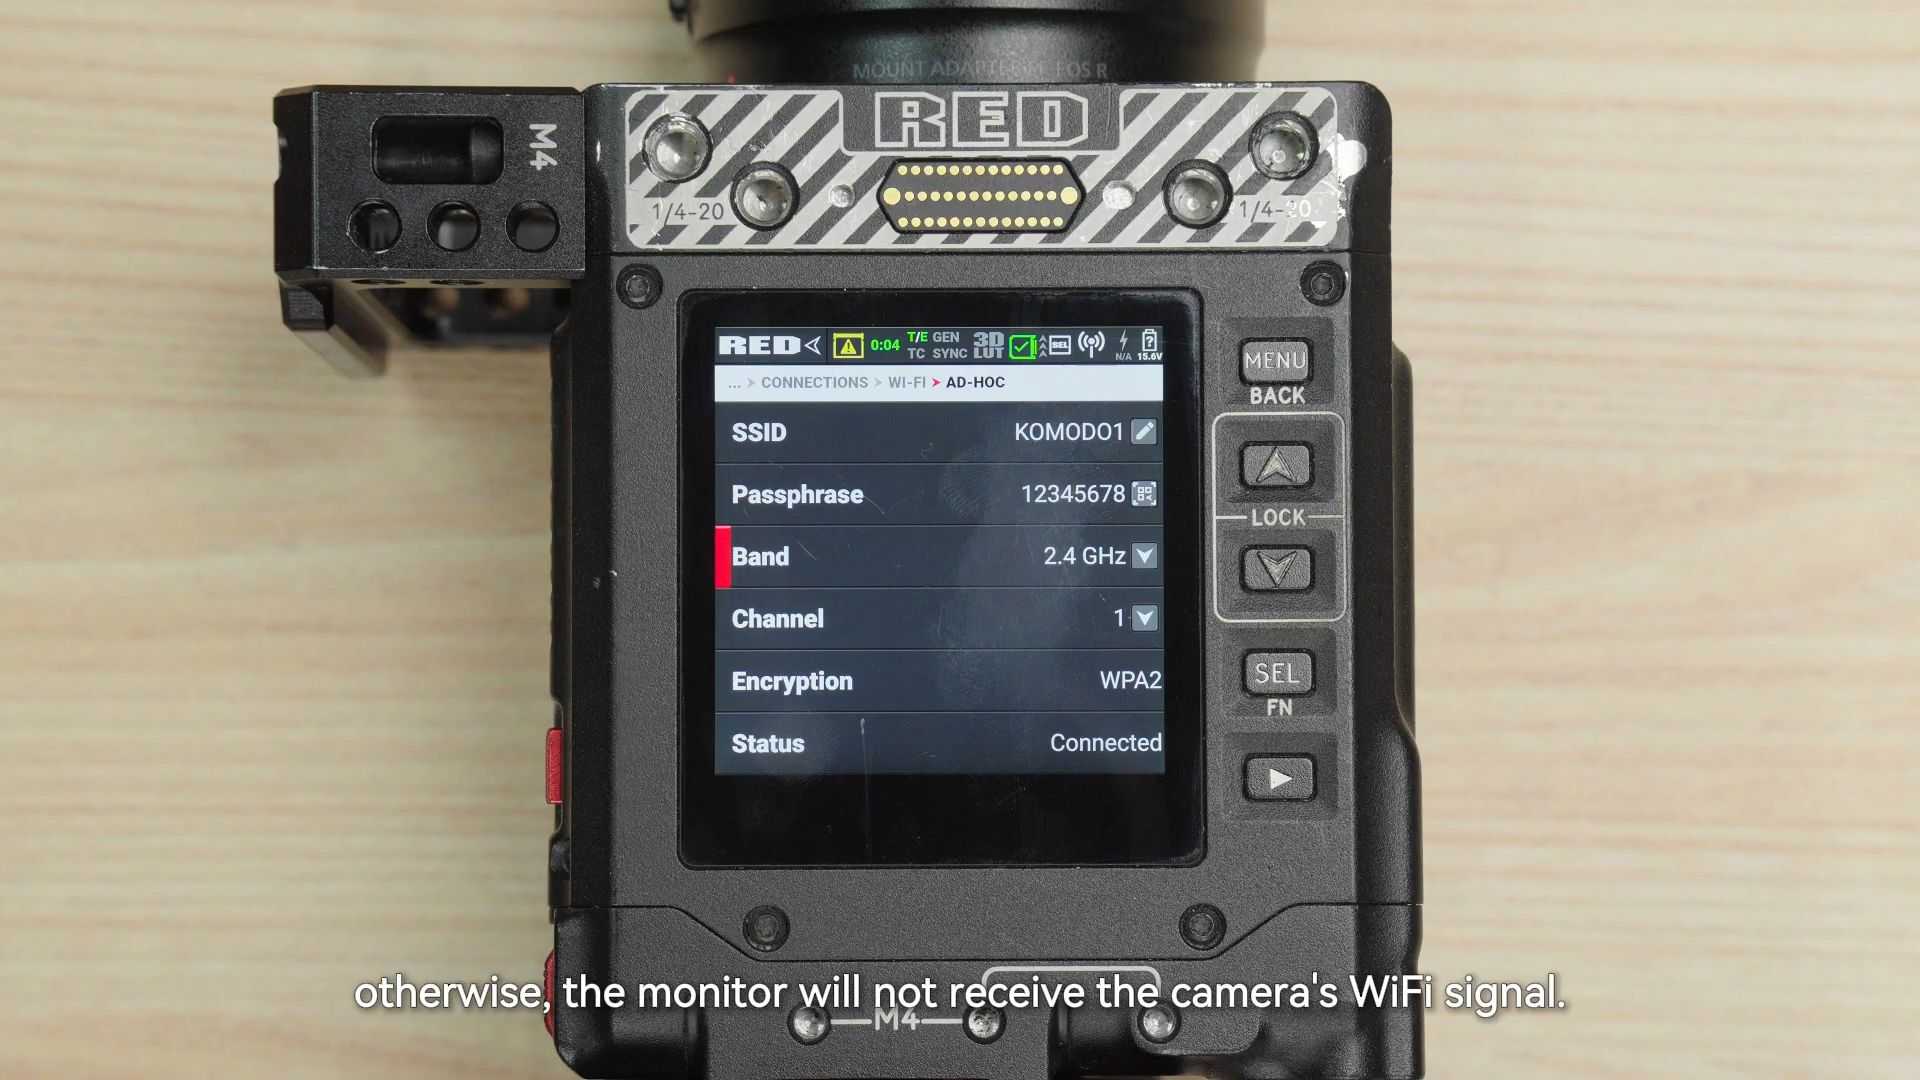 MOUNT ADAPTER EF-EOS R
M4
RED
1/4-20
1/4-20
RED 0:04 T/E GEN 3D SEL ?
TC SYNC LUT N/A 15.6V
... > CONNECTIONS > WI-FI > AD-HOC
SSID KOMODO1
Passphrase 12345678
Band 2.4 GHz
Channel 1
Encryption WPA2
Status Connected
MENU
BACK
LOCK
SEL
FN
otherwise, the monitor will not receive the camera's WiFi signal.
M4